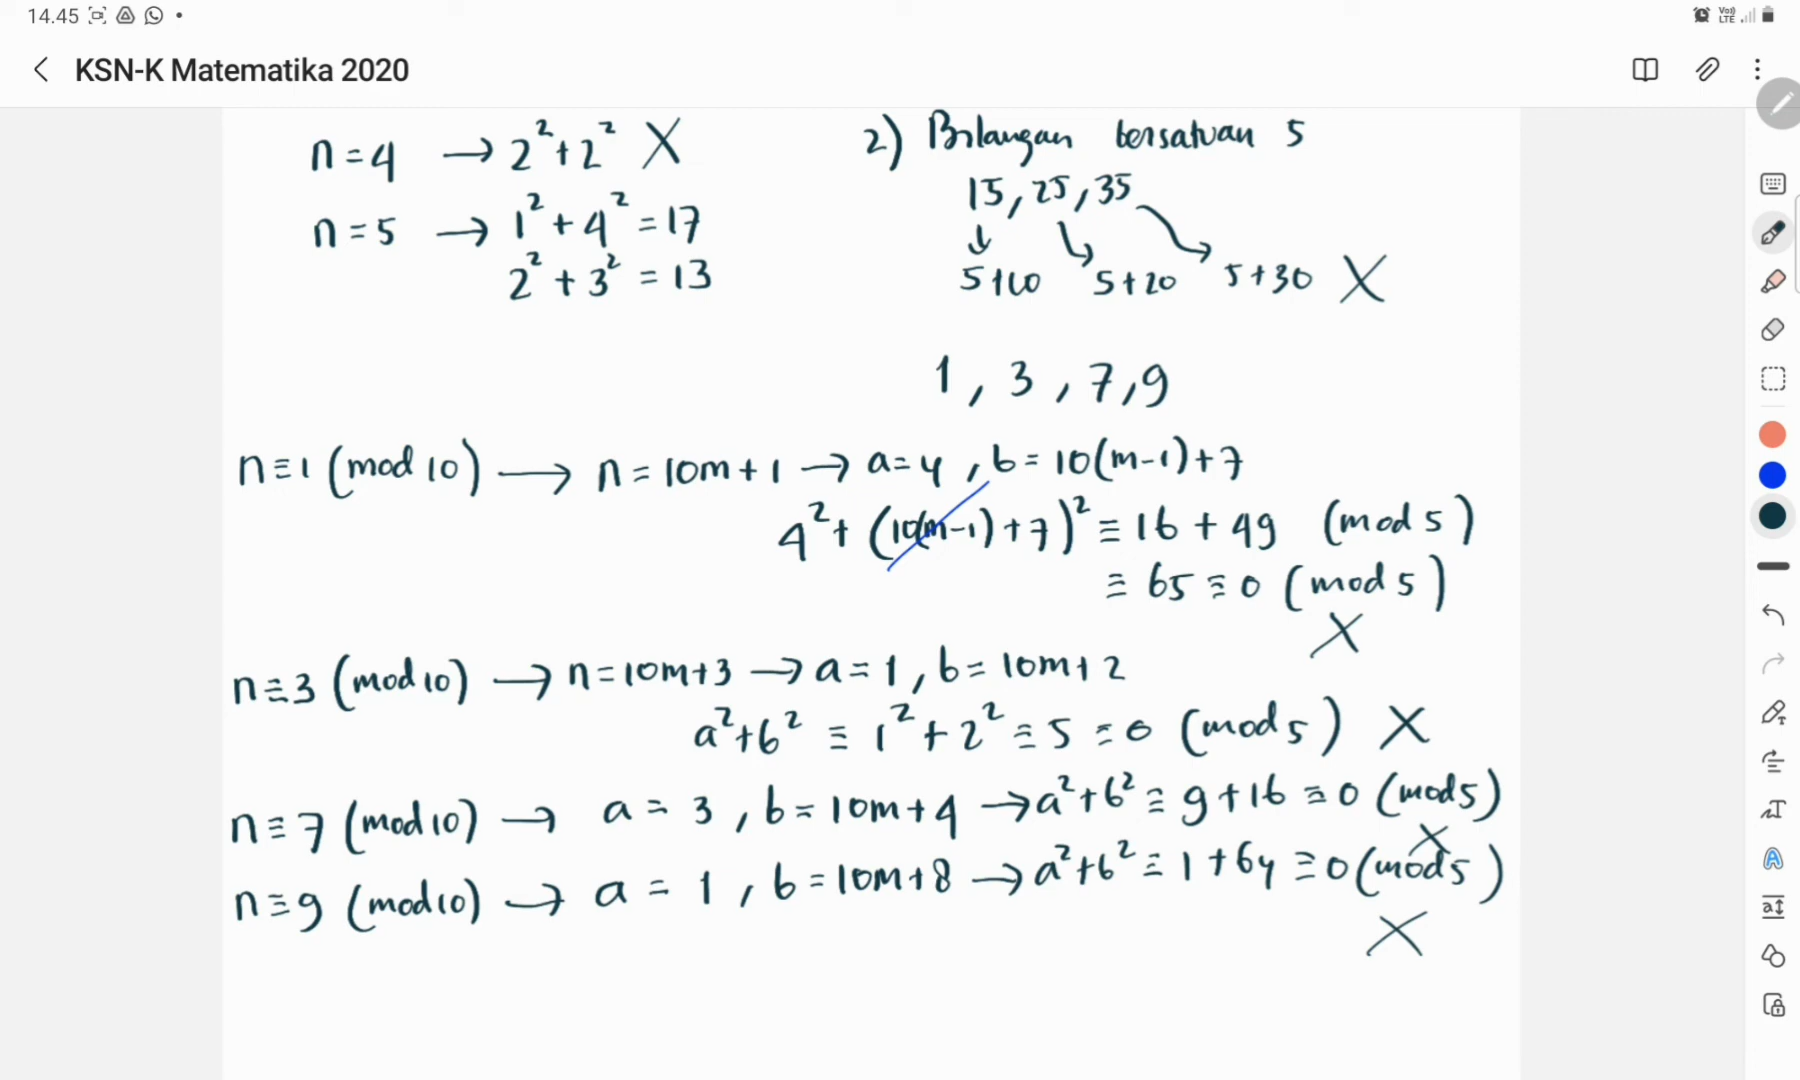 14.45
Voo) LTE
KSN-K Matematika 2020
n = 4 → 2² + 2² X
n = 5 → 1² + 4² = 17
2² + 3² = 13
2) Bilangan bersatuan 5
15, 25, 35
↓
5+10 5+20 5+30 X
1, 3, 7, 9
n ≡ 1 (mod 10) → n = 10m + 1 → a = 4, b = 10(m-1)+7
4² + (10(m-1)+7)² ≡ 16 + 49 (mod 5)
≡ 65 ≡ 0 (mod 5)
X
n ≡ 3 (mod 10) → n = 10m+3 → a = 1, b = 10m+2
a²+b² ≡ 1² + 2² ≡ 5 ≡ 0 (mod 5) X
n ≡ 7 (mod 10) → a = 3, b = 10m+4 → a²+b² ≡ 9+16 ≡ 0 (mod 5)
X
n ≡ 9 (mod 10) → a = 1, b = 10m+8 → a²+b² ≡ 1+64 ≡ 0 (mod 5)
X